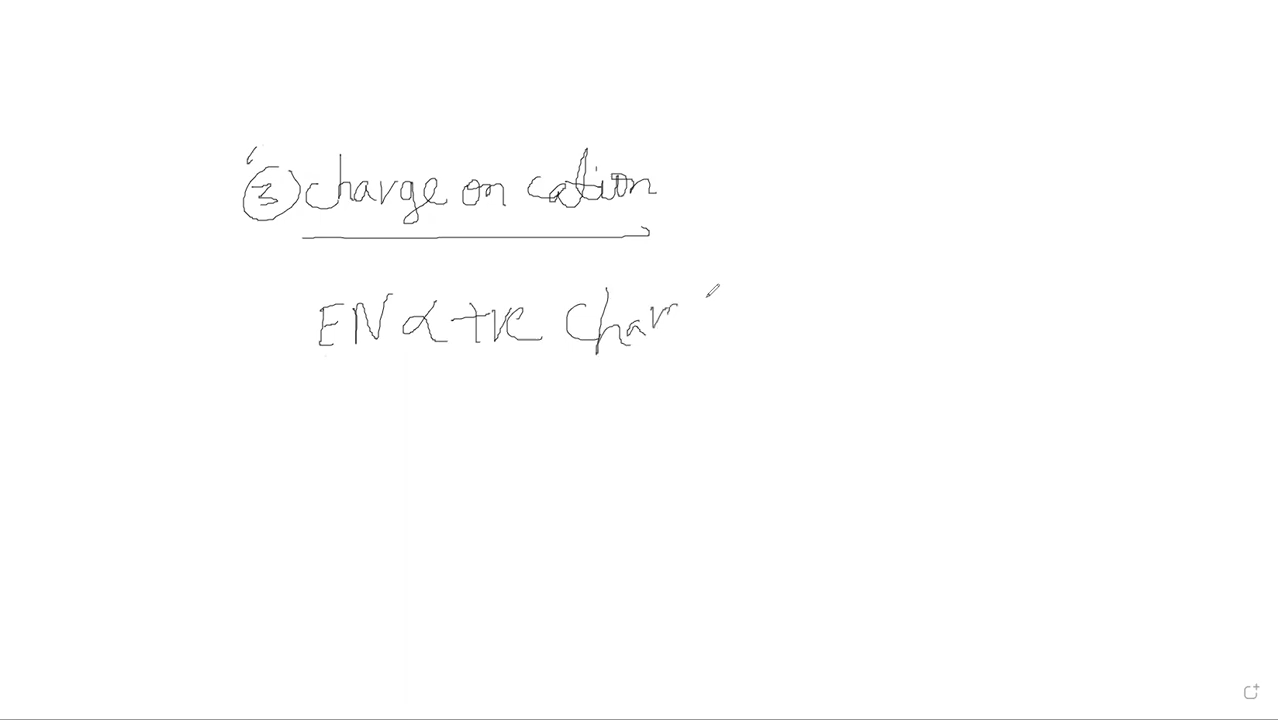 ③ charge on cation
EN α +ve char